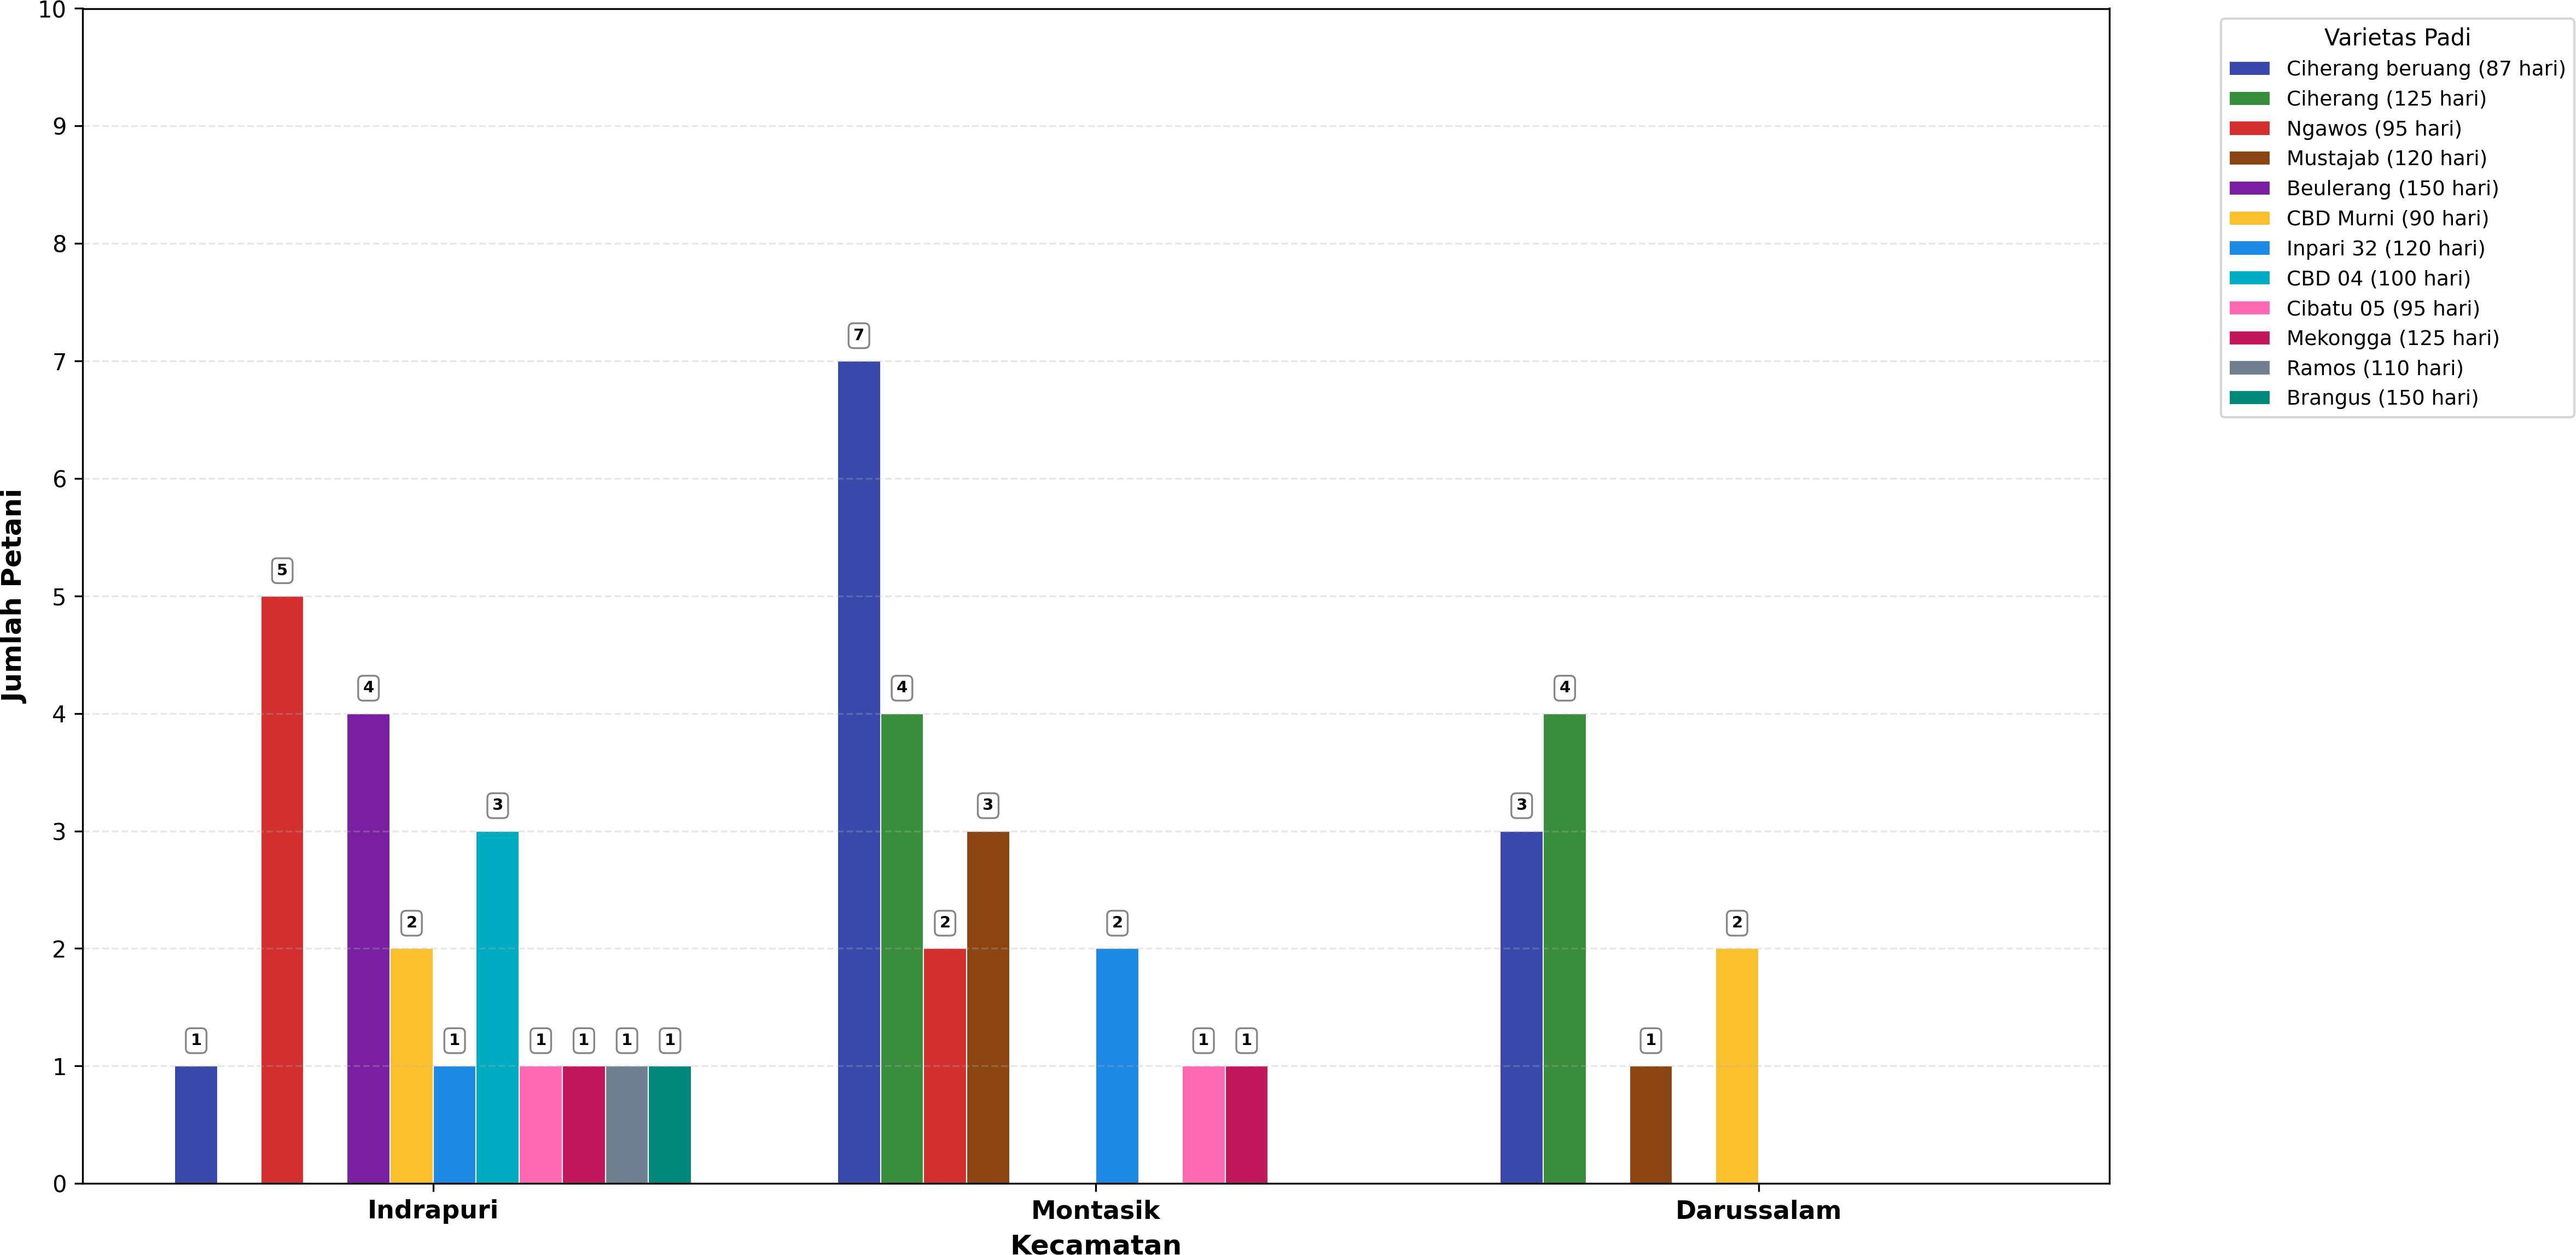 Jumlah Petani
10
9
8
7
6
5
4
3
2
1
0
1
5
4
2
1
3
1
1
1
1
7
4
2
3
2
1
1
3
4
1
2
Indrapuri
Montasik
Darussalam
Kecamatan
Varietas Padi
Ciherang beruang (87 hari)
Ciherang (125 hari)
Ngawos (95 hari)
Mustajab (120 hari)
Beulerang (150 hari)
CBD Murni (90 hari)
Inpari 32 (120 hari)
CBD 04 (100 hari)
Cibatu 05 (95 hari)
Mekongga (125 hari)
Ramos (110 hari)
Brangus (150 hari)